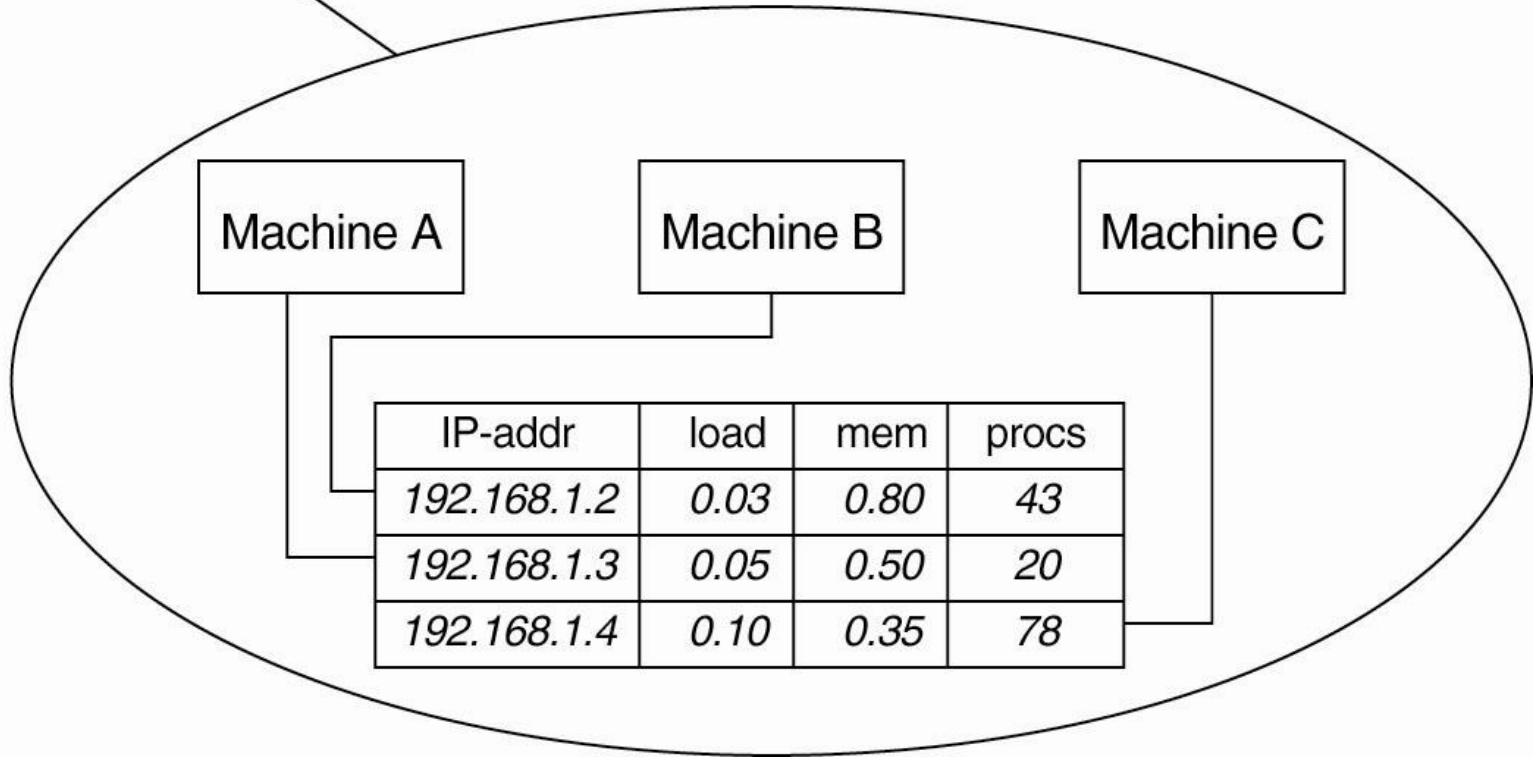 Machine A Machine B Machine C
IP-addr load mem procs
192.168.1.2 0.03 0.80 43
192.168.1.3 0.05 0.50 20
192.168.1.4 0.10 0.35 78